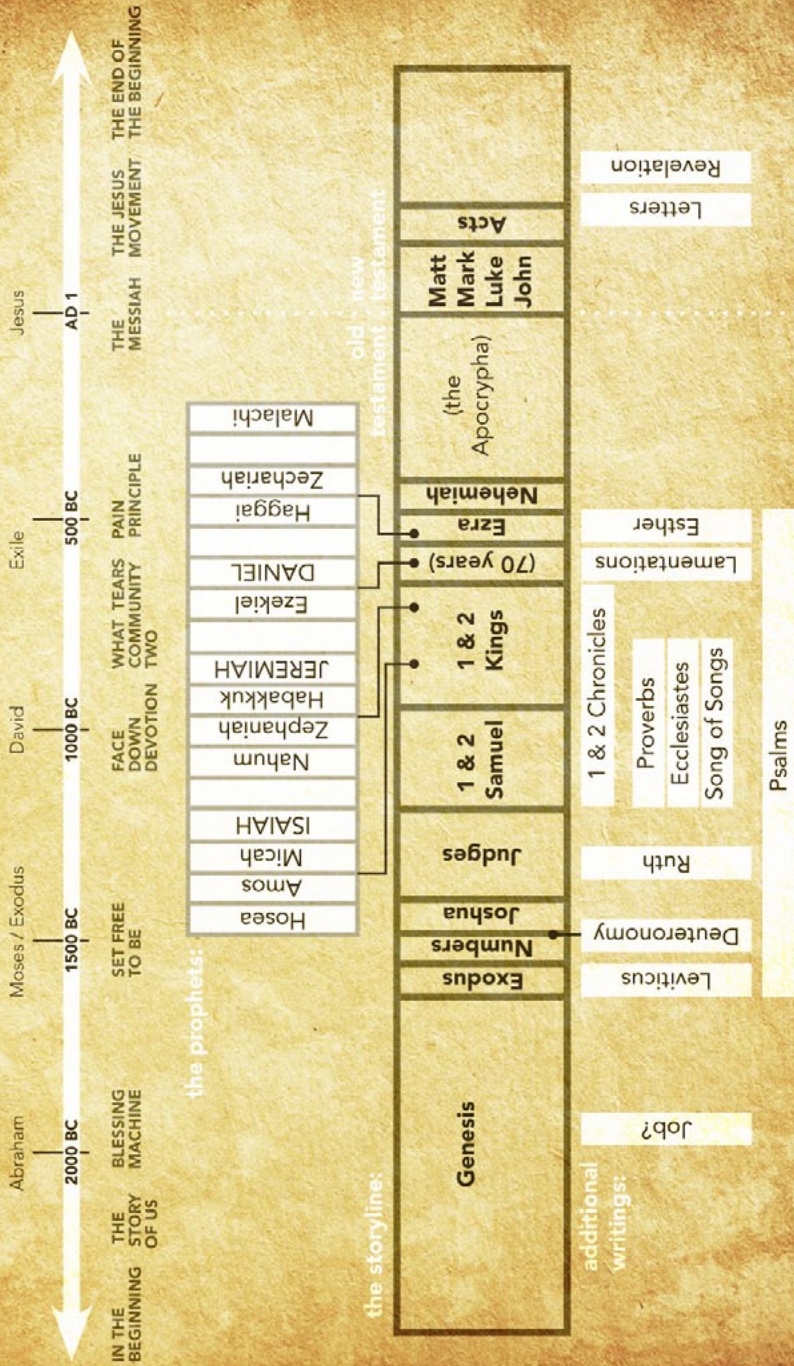 Abraham
Moses / Exodus
David
Exile
Jesus
2000 BC
1500 BC
1000 BC
500 BC
AD 1
IN THE
BEGINNING
THE
STORY
OF US
BLESSING
MACHINE
SET FREE
TO BE
FACE
DOWN
DEVOTION
WHAT TEARS
COMMUNITY
TWO
PAIN
PRINCIPLE
THE
MESSIAH
THE JESUS
MOVEMENT
THE END OF
THE BEGINNING
the prophets:
Hosea
Amos
Micah
ISAIAH
Nahum
Zephaniah
Habakkuk
JEREMIAH
Ezekiel
DANIEL
Haggai
Zechariah
Malachi
old
testament
new
testament
the storyline:
Genesis
Exodus
Numbers
Joshua
Judges
1 & 2
Samuel
1 & 2
Kings
(70 years)
Ezra
Nehemiah
(the
Apocrypha)
Matt
Mark
Luke
John
Acts
additional
writings:
Job?
Leviticus
Deuteronomy
Ruth
1 & 2 Chronicles
Proverbs
Ecclesiastes
Song of Songs
Lamentations
Esther
Letters
Revelation
Psalms